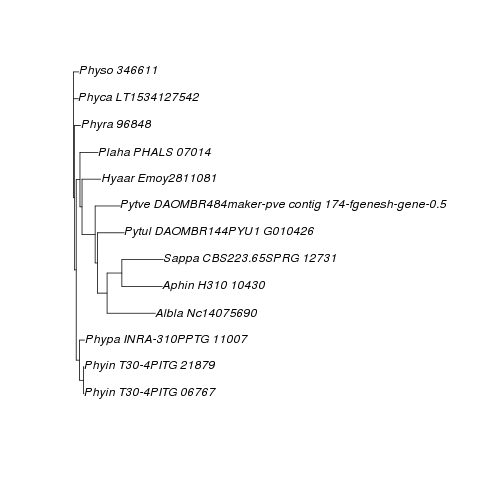 Physo 346611
Phyca LT1534127542
Phyra 96848
Plaha PHALS 07014
Hyaar Emoy2811081
Pytve DAOMBR484maker-pve contig 174-fgenesh-gene-0.5
Pytul DAOMBR144PYU1 G010426
Sappa CBS223.65SPRG 12731
Aphin H310 10430
Albla Nc14075690
Phypa INRA-310PPTG 11007
Phyin T30-4PITG 21879
Phyin T30-4PITG 06767